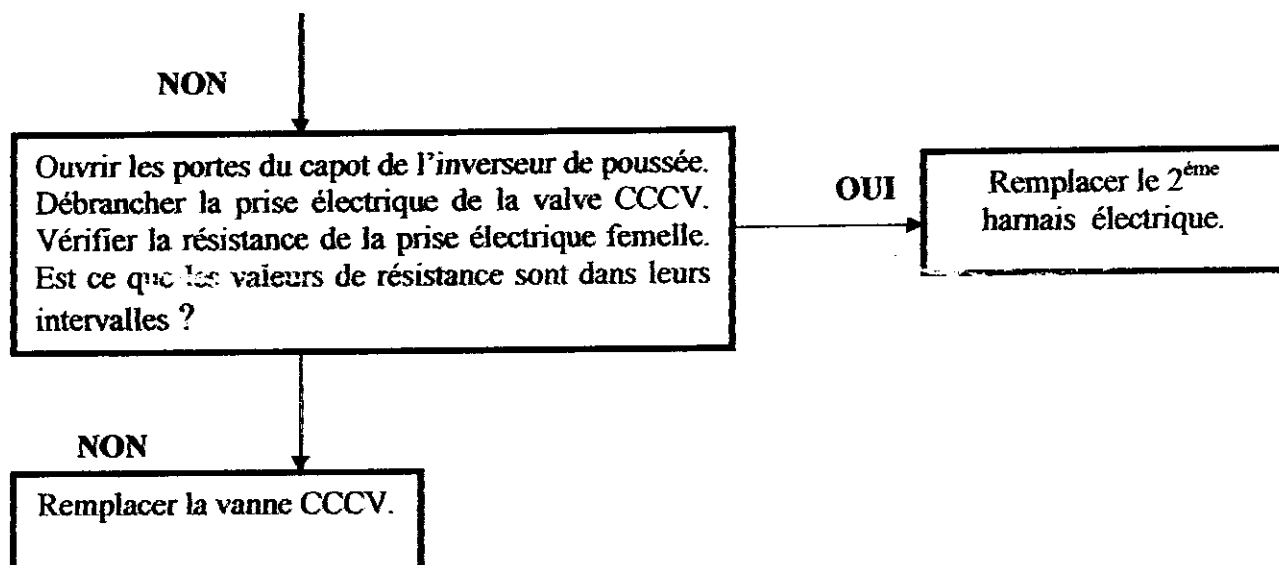 NON
Ouvrir les portes du capot de l'inverseur de poussée.
Débrancher la prise électrique de la valve CCCV.
Vérifier la résistance de la prise électrique femelle.
Est ce que les valeurs de résistance sont dans leurs
intervalles ?
OUI
Remplacer le 2éme
harnais électrique.
NON
Remplacer la vanne CCCV.